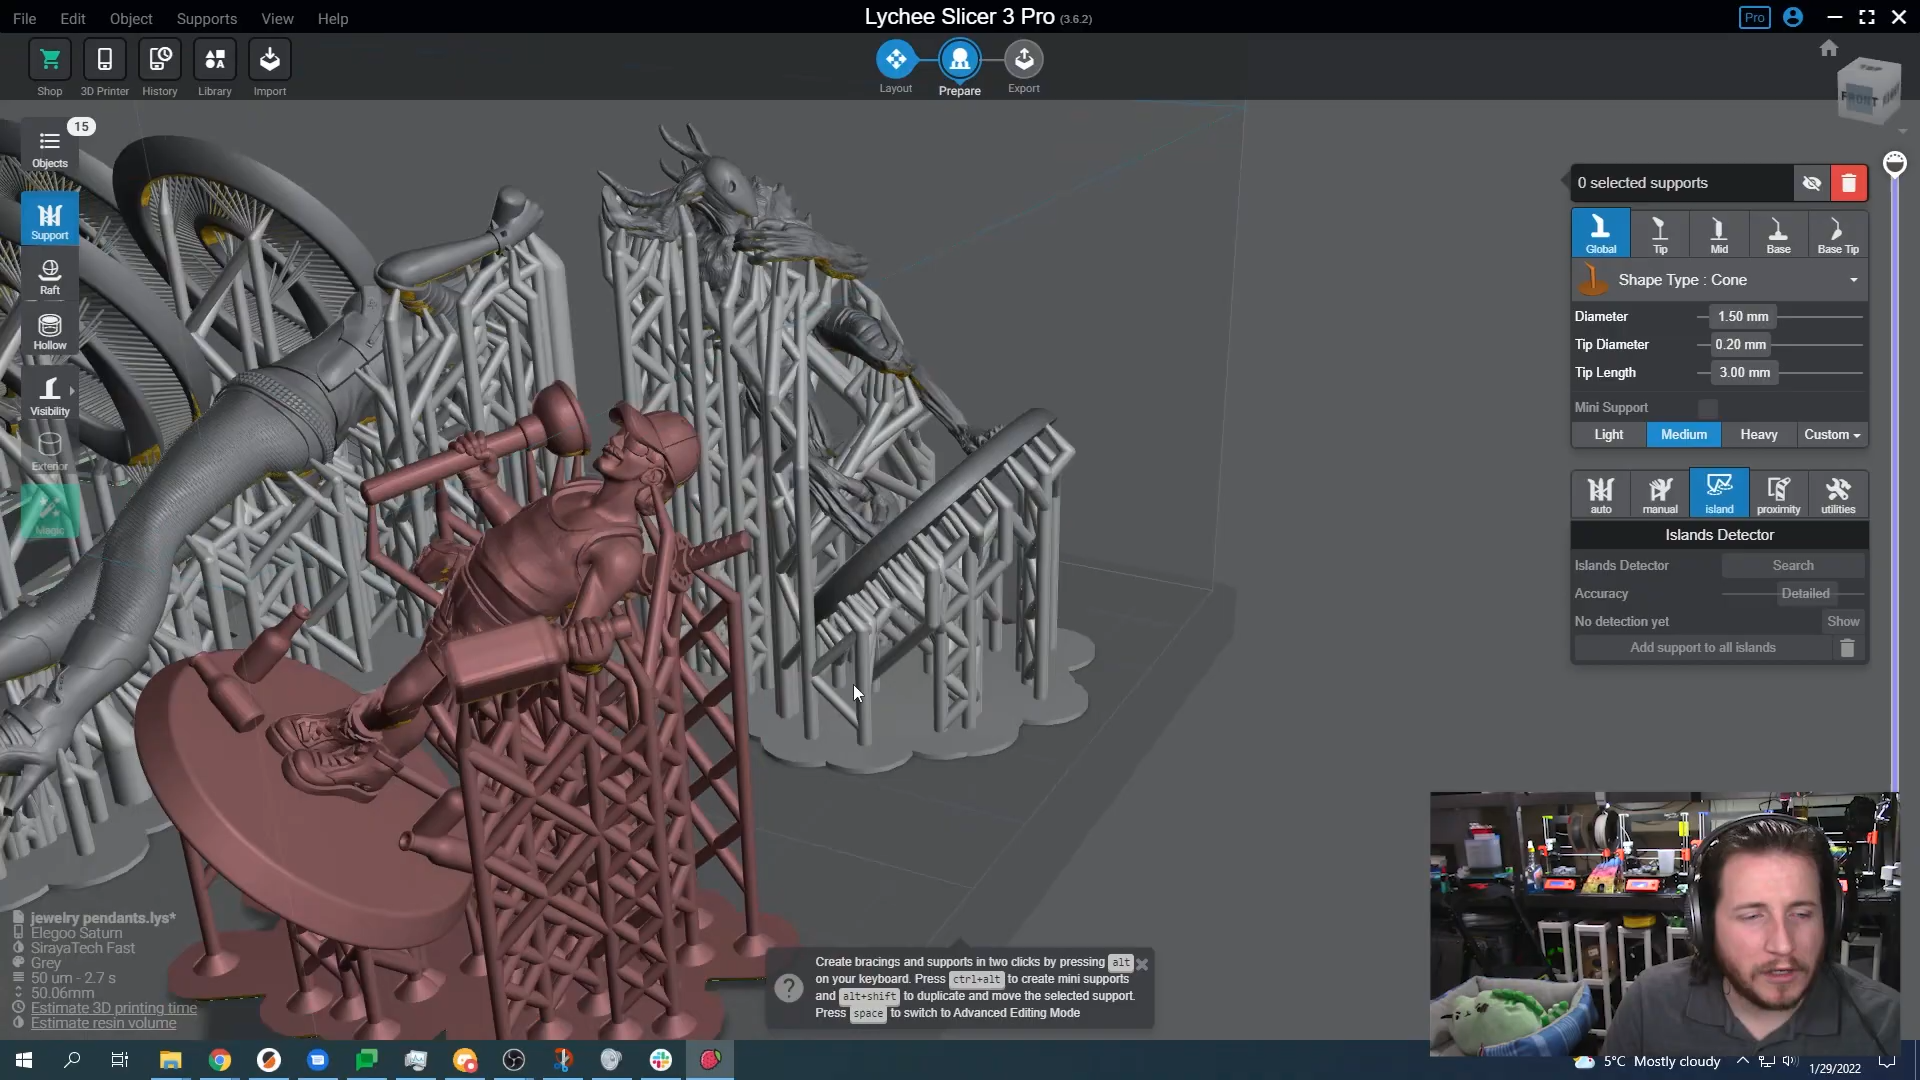 File Edit Object Supports View Help
Lychee Slicer 3 Pro (3.6.2)
Pro
Shop 3D Printer History Library Import
Layout Prepare Export
TOP
FRONT
15
Objects
Support
Raft
Hollow
Visibility
Exterior
Magic
0 selected supports
Global Tip Mid Base Base Tip
Shape Type : Cone
Diameter 1.50 mm
Tip Diameter 0.20 mm
Tip Length 3.00 mm
Mini Support
Light Medium Heavy Custom
auto manual island proximity utilities
Islands Detector
Islands Detector Search
Accuracy Detailed
No detection yet Show
Add support to all islands
jewelry pendants.lys*
Elegoo Saturn
SirayaTech Fast
Grey
50 um - 2.7 s
50.06mm
Estimate 3D printing time
Estimate resin volume
? Create bracings and supports in two clicks by pressing alt
on your keyboard. Press ctrl+alt to create mini supports
and alt+shift to duplicate and move the selected support.
Press space to switch to Advanced Editing Mode
5°C Mostly cloudy
1/29/2022